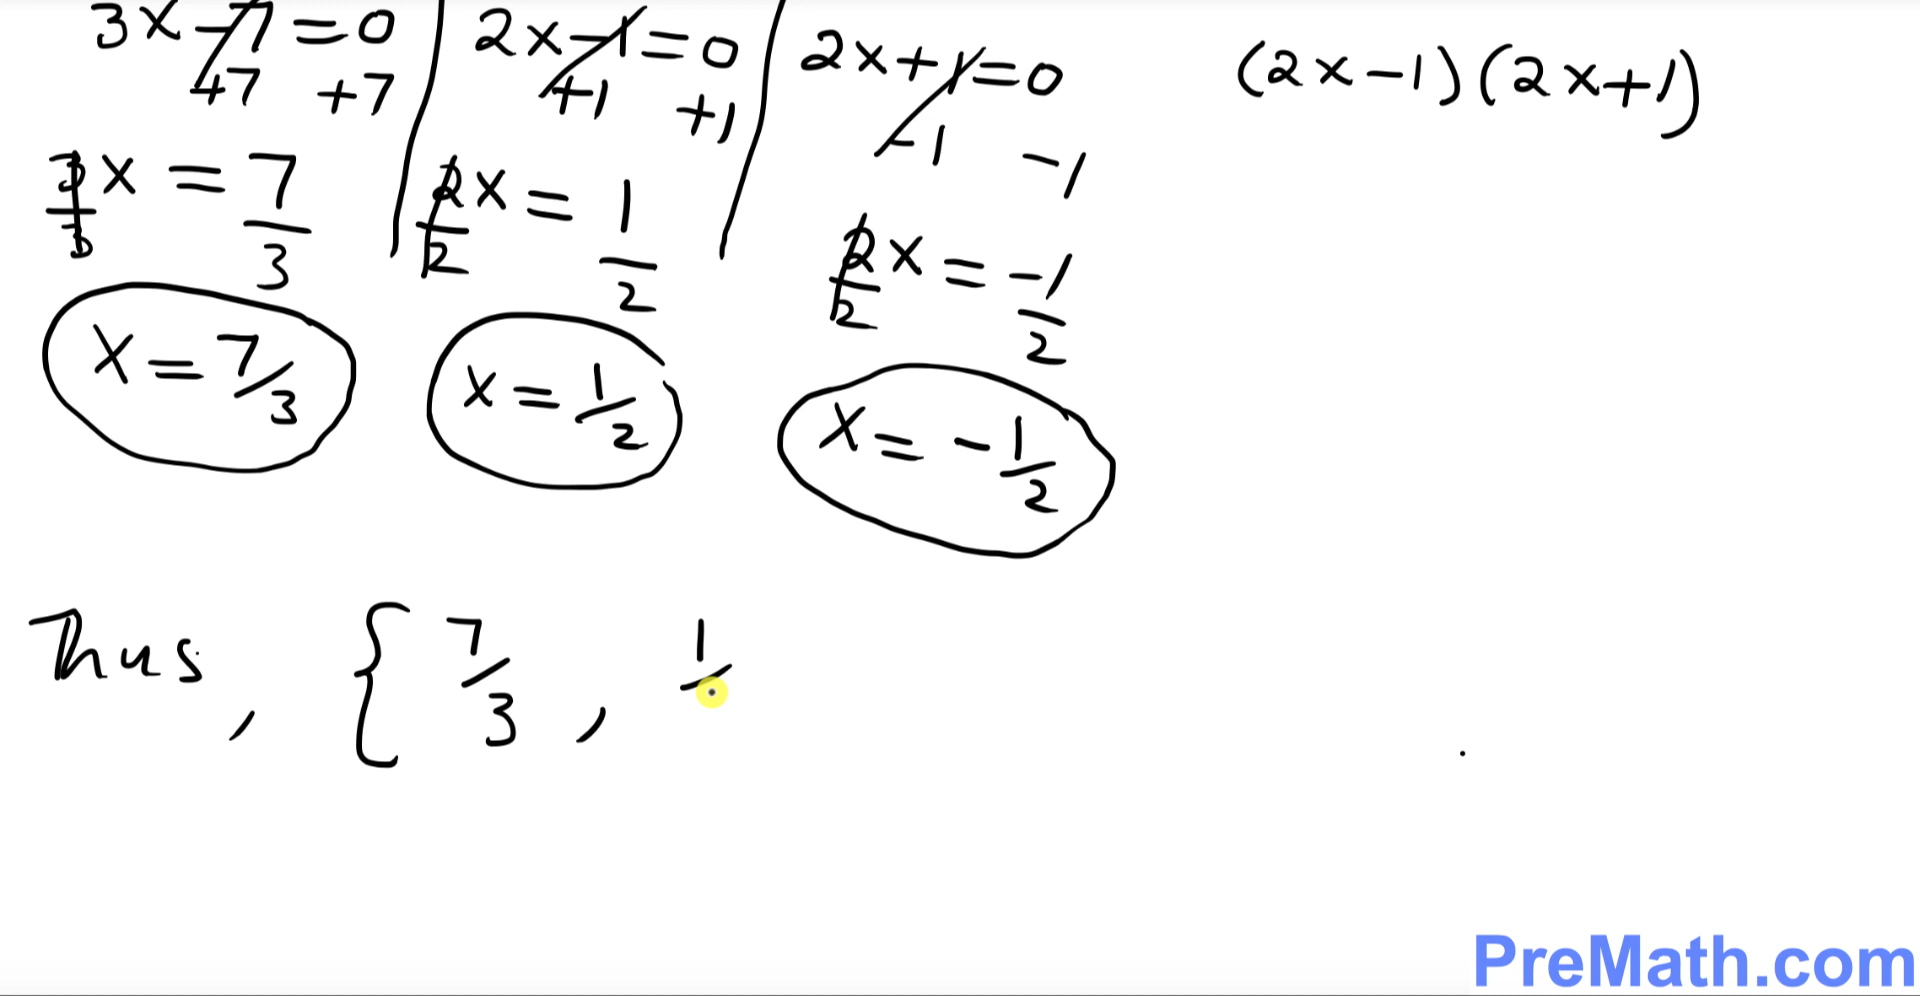 3x-7=0 2x-1=0 2x+1=0 (2x-1)(2x+1)
+7 +7 +1 +1 -1 -1
3x/3 = 7/3 2x/2 = 1/2 2x/2 = -1/2
x=7/3 x=1/2 x=-1/2
Thus, { 7/3 , 1/
PreMath.com